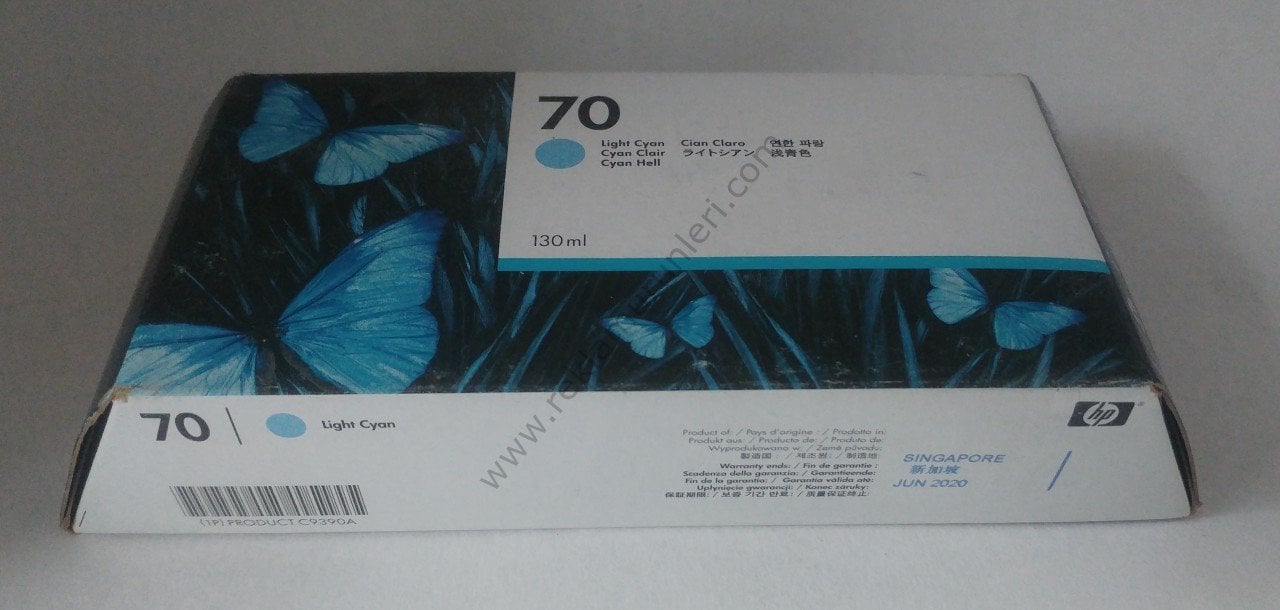 70
Light Cyan Cian Claro 연한 파랑
Cyan Clair ライトシアン 浅青色
Cyan Hell
130 ml
70 Light Cyan
(1P) PRODUCT C9390A
hp
Product of: / Pays d'origine : / Prodotto in:
Produkt aus: / Producto de: / Produto de:
Wyprodukowano w: / Země původu:
製造国 : / 제조원: / 制造地:
Warranty ends: / Fin de garantie :
Scadenza della garanzia: / Garantieende:
Fin de la garantía: / Garantia válida até:
Upłynięcie gwarancji: / Konec záruky:
保証期限: / 보증 기간 만료: / 质量保证终止:
SINGAPORE
新加坡
JUN 2020